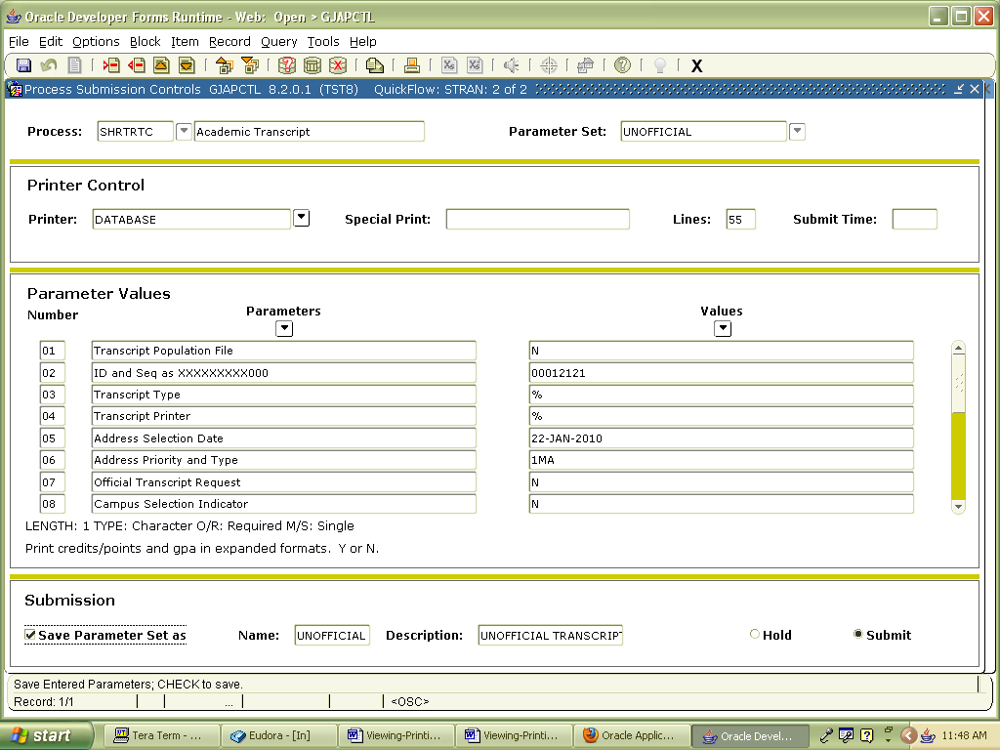 Oracle Developer Forms Runtime - Web: Open > GJAPCTL
File Edit Options Block Item Record Query Tools Help
X
Process Submission Controls GJAPCTL 8.2.0.1 (TST8) QuickFlow: STRAN: 2 of 2
Process: SHRTRTC Academic Transcript Parameter Set: UNOFFICIAL
Printer Control
Printer: DATABASE Special Print: Lines: 55 Submit Time:
Parameter Values
Number Parameters Values
01 Transcript Population File N
02 ID and Seq as XXXXXXXXX000 00012121
03 Transcript Type %
04 Transcript Printer %
05 Address Selection Date 22-JAN-2010
06 Address Priority and Type 1MA
07 Official Transcript Request N
08 Campus Selection Indicator N
LENGTH: 1 TYPE: Character O/R: Required M/S: Single
Print credits/points and gpa in expanded formats. Y or N.
Submission
Save Parameter Set as Name: UNOFFICIAL Description: UNOFFICIAL TRANSCRIPT Hold Submit
Save Entered Parameters; CHECK to save.
Record: 1/1 ... <OSC>
start Tera Term - ... Eudora - [In] Viewing-Printi... Viewing-Printi... Oracle Applic... Oracle Devel... 11:48 AM